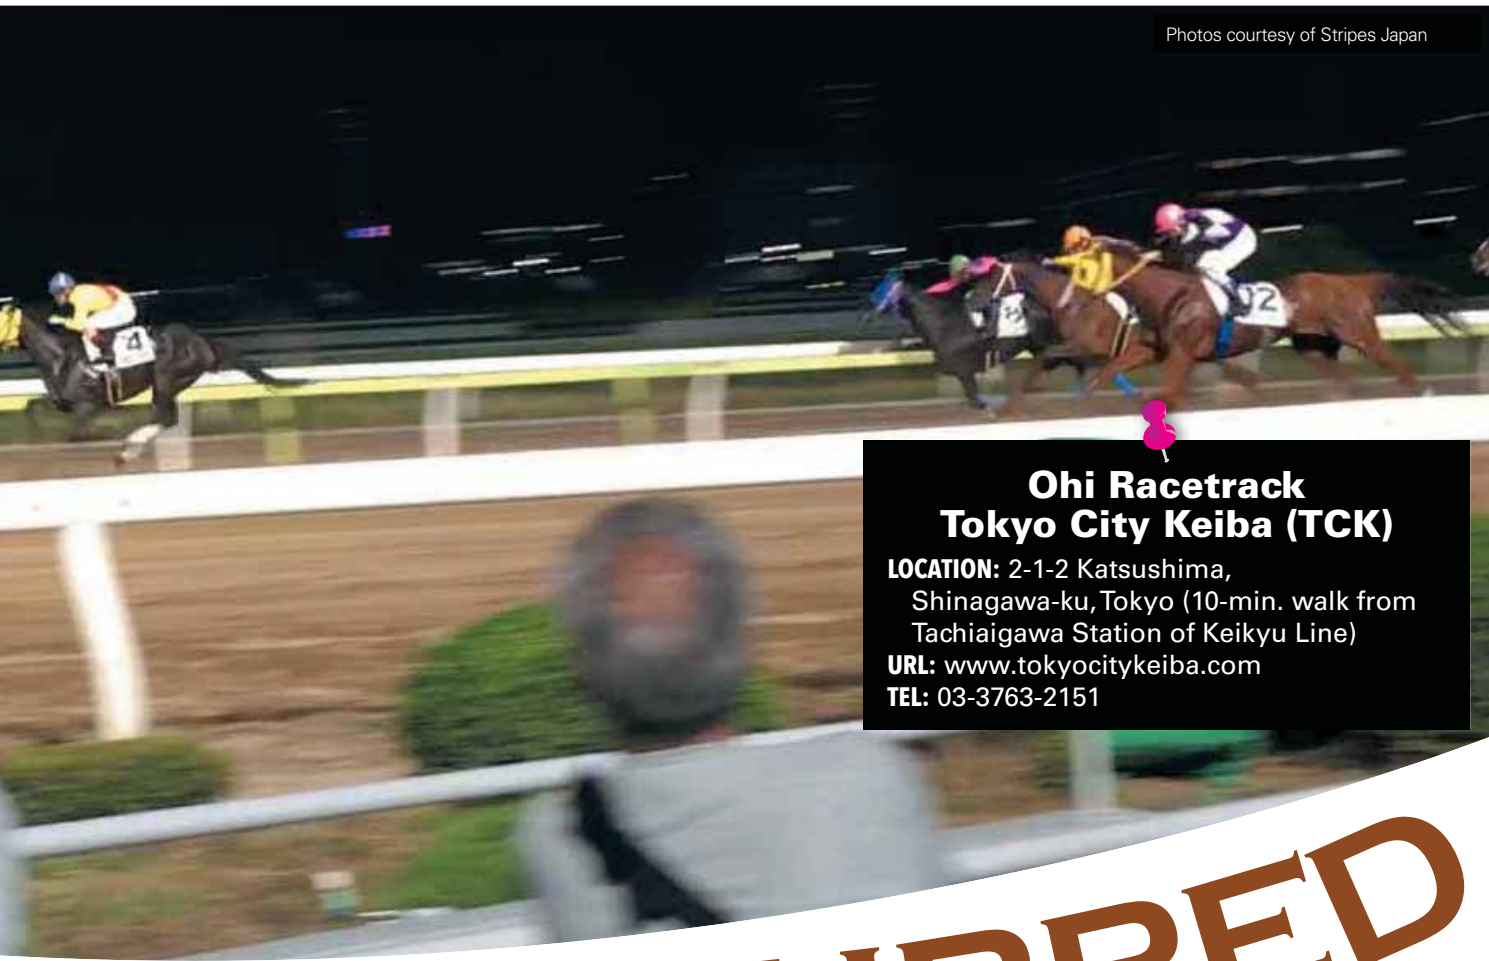 Photos courtesy of Stripes Japan
4
Ohi Racetrack
Tokyo City Keiba (TCK)
LOCATION: 2-1-2 Katsushima,
Shinagawa-ku, Tokyo (10-min. walk from
Tachiaigawa Station of Keikyu Line)
URL: www.tokyocitykeiba.com
TEL: 03-3763-2151